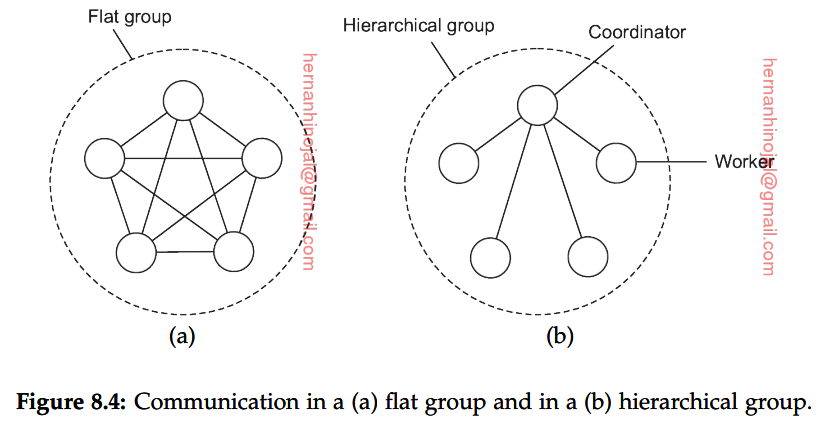 Flat group
Hierarchical group
Coordinator
Worker
hernanhinojal@gmail.com
hernanhinojal@gmail.com
(a)
(b)
Figure 8.4: Communication in a (a) flat group and in a (b) hierarchical group.